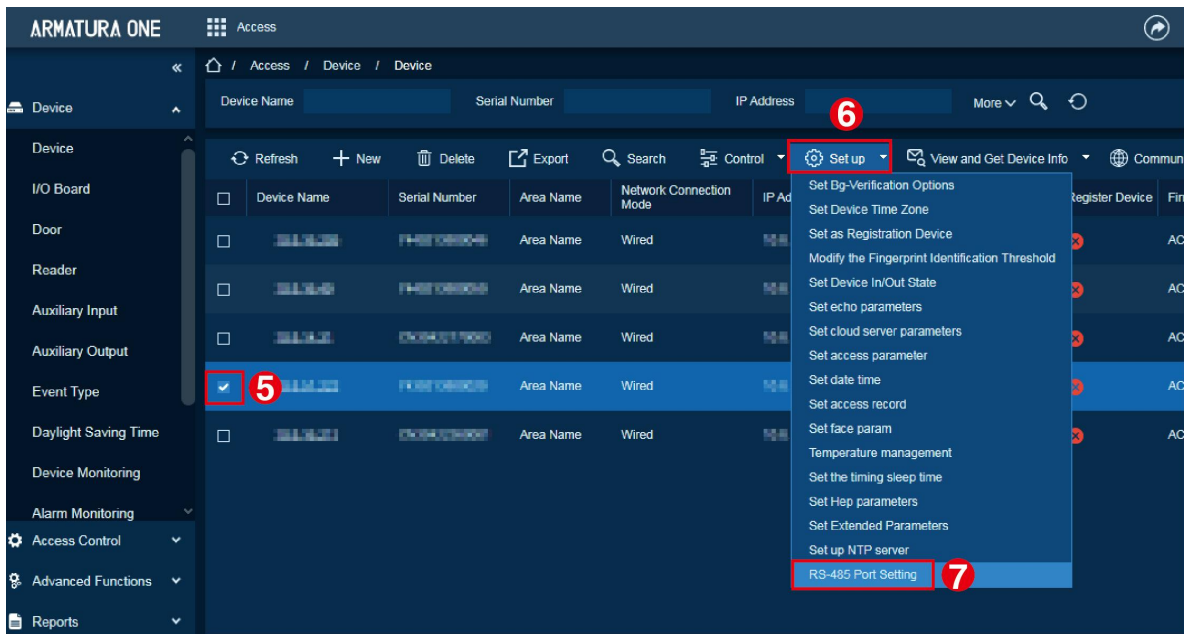 ARMATURA ONE
Access
« / Access / Device / Device
Device
Device Name Serial Number IP Address More
6
Device
I/O Board
Door
Reader
Auxiliary Input
Auxiliary Output
Event Type
Daylight Saving Time
Device Monitoring
Alarm Monitoring
Access Control
Advanced Functions
Reports
Refresh New Delete Export Search Control Set up View and Get Device Info Commun
Device Name Serial Number Area Name Network Connection Mode IP Ad Register Device Fin
Area Name Wired AC
Area Name Wired AC
Area Name Wired AC
5 Area Name Wired AC
Area Name Wired AC
Set Bg-Verification Options
Set Device Time Zone
Set as Registration Device
Modify the Fingerprint Identification Threshold
Set Device In/Out State
Set echo parameters
Set cloud server parameters
Set access parameter
Set date time
Set access record
Set face param
Temperature management
Set the timing sleep time
Set Hep parameters
Set Extended Parameters
Set up NTP server
RS-485 Port Setting 7